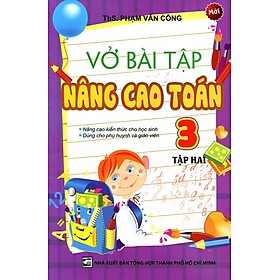 ThS. PHẠM VĂN CÔNG
MỚI
VỞ BÀI TẬP
NÂNG CAO TOÁN
Nâng cao kiến thức cho học sinh
Dùng cho phụ huynh và giáo viên
3
TẬP HAI
NHÀ XUẤT BẢN TỔNG HỢP THÀNH PHỐ HỒ CHÍ MINH